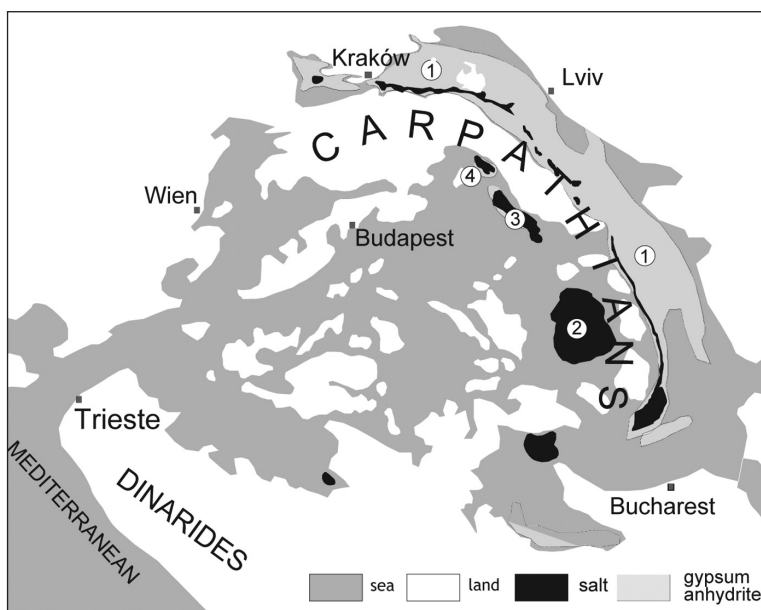 Kraków
1
Lviv
CARPATHIANS
4
Wien
3
Budapest
1
2
Trieste
MEDITERRANEAN
DINARIDES
Bucharest
sea
land
salt
gypsum
anhydrite